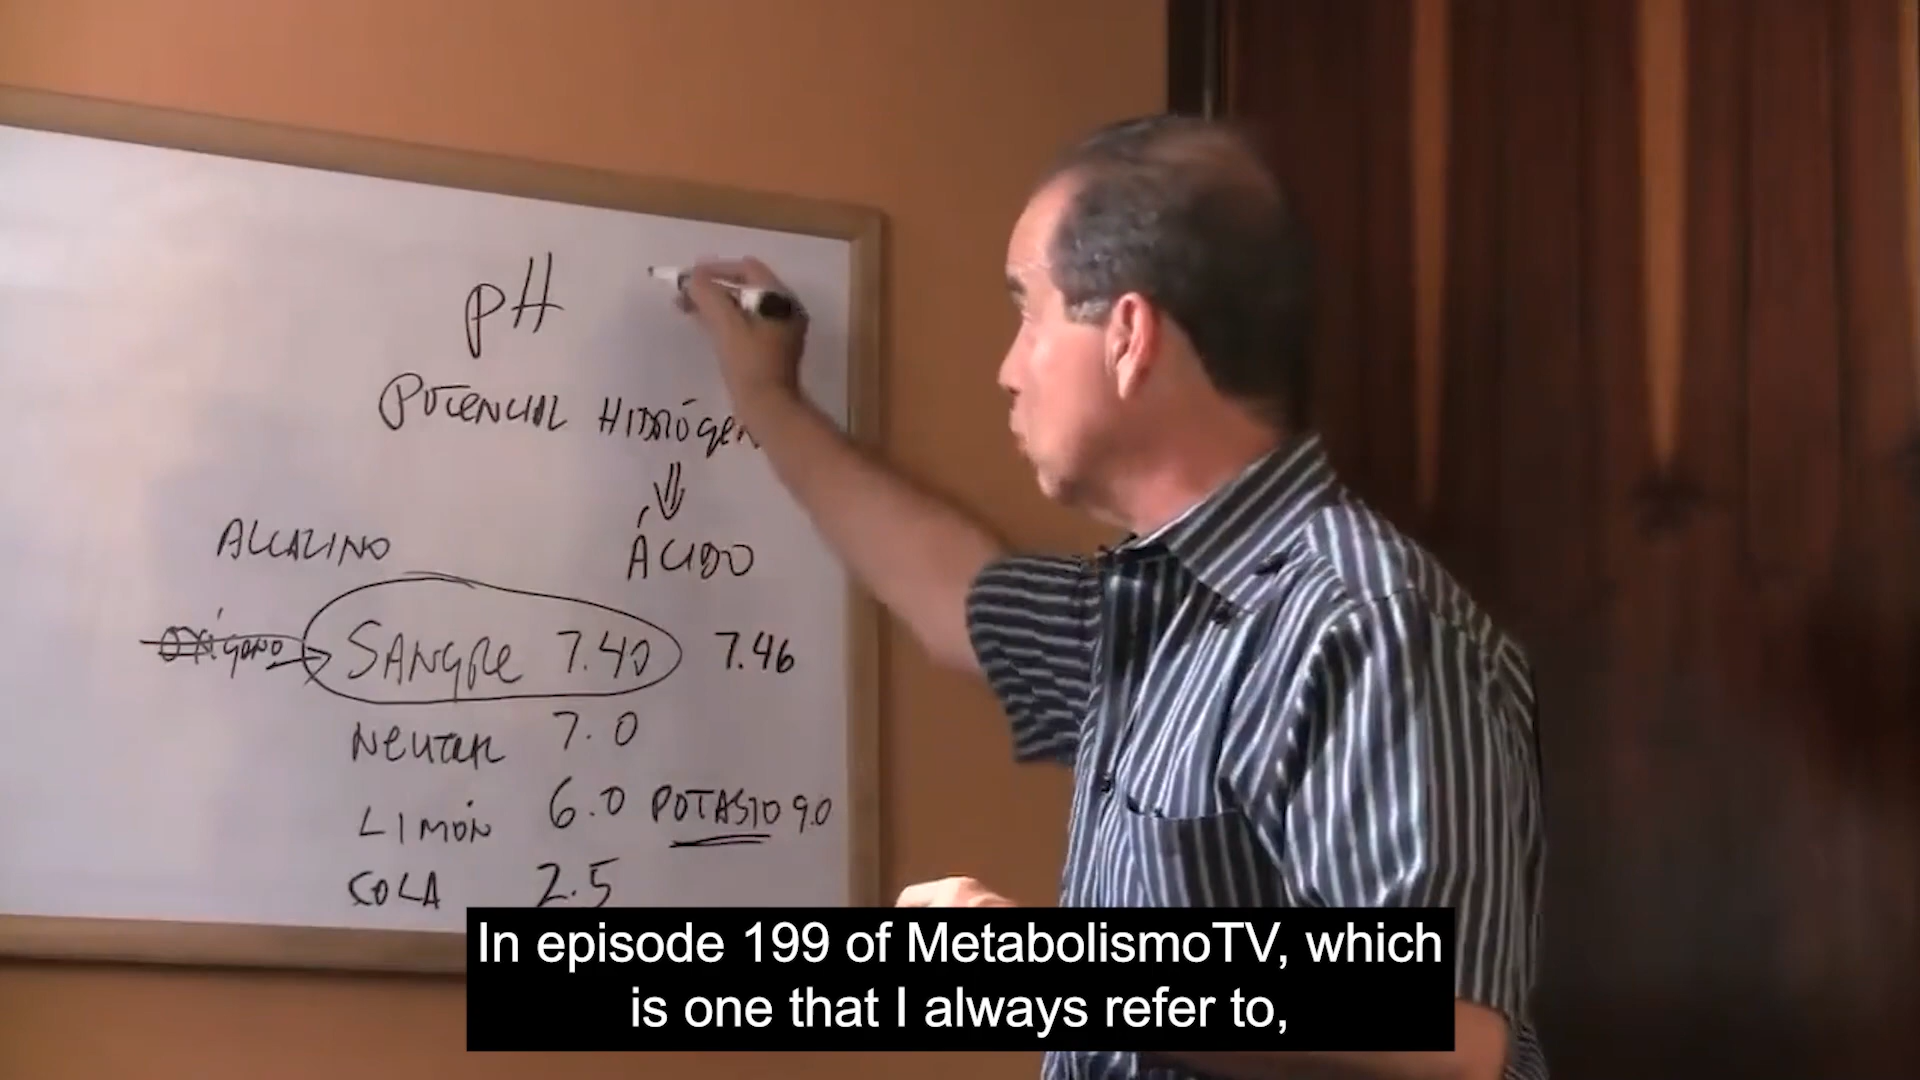 pH
POTENCIAL HIDRÓGEN
⇓
ALCALINO ÁCIDO
OXÍGENO → SANGRE 7.40 7.46
NEUTRAL 7.0
LIMÓN 6.0 POTASIO 9.0
COLA 2.5
In episode 199 of MetabolismoTV, which
is one that I always refer to,